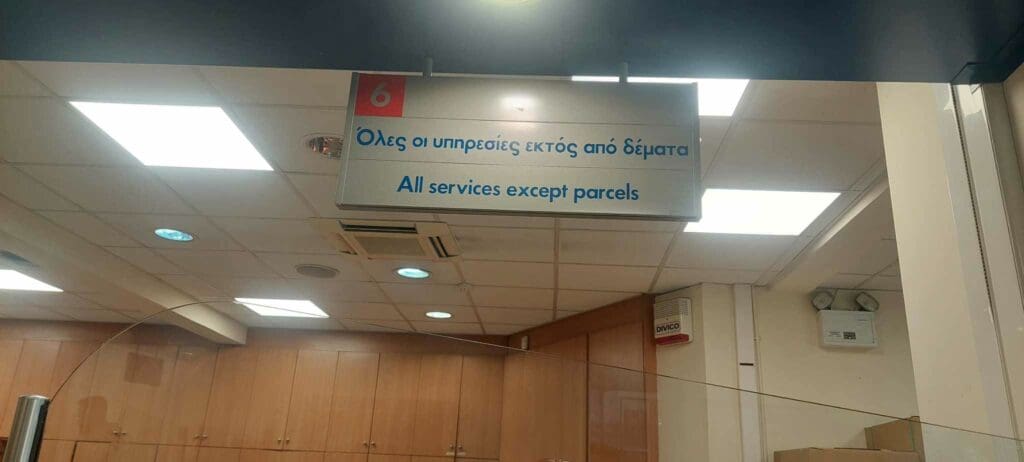 6
Όλες οι υπηρεσίες εκτός από δέματα
All services except parcels
DIVICO